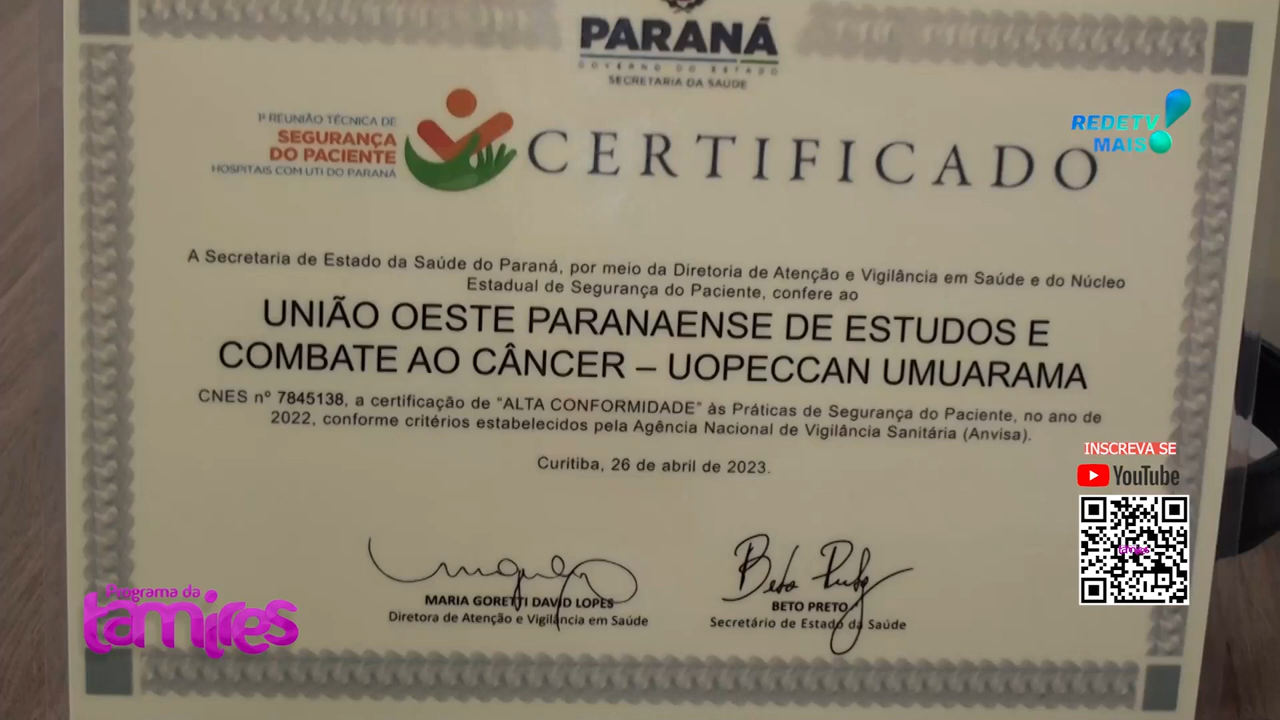 PARANÁ
GOVERNO DO ESTADO
SECRETARIA DA SAÚDE
1ª REUNIÃO TÉCNICA DE
SEGURANÇA
DO PACIENTE
HOSPITAIS COM UTI DO PARANÁ
CERTIFICADO
REDETV
MAIS
A Secretaria de Estado da Saúde do Paraná, por meio da Diretoria de Atenção e Vigilância em Saúde e do Núcleo
Estadual de Segurança do Paciente, confere ao
UNIÃO OESTE PARANAENSE DE ESTUDOS E
COMBATE AO CÂNCER – UOPECCAN UMUARAMA
CNES nº 7845138, a certificação de “ALTA CONFORMIDADE” às Práticas de Segurança do Paciente, no ano de
2022, conforme critérios estabelecidos pela Agência Nacional de Vigilância Sanitária (Anvisa).
Curitiba, 26 de abril de 2023.
INSCREVA SE
YouTube
tamires
Beto Preto
MARIA GORETTI DAVID LOPES
Diretora de Atenção e Vigilância em Saúde
BETO PRETO
Secretário de Estado da Saúde
Programa da
tamires